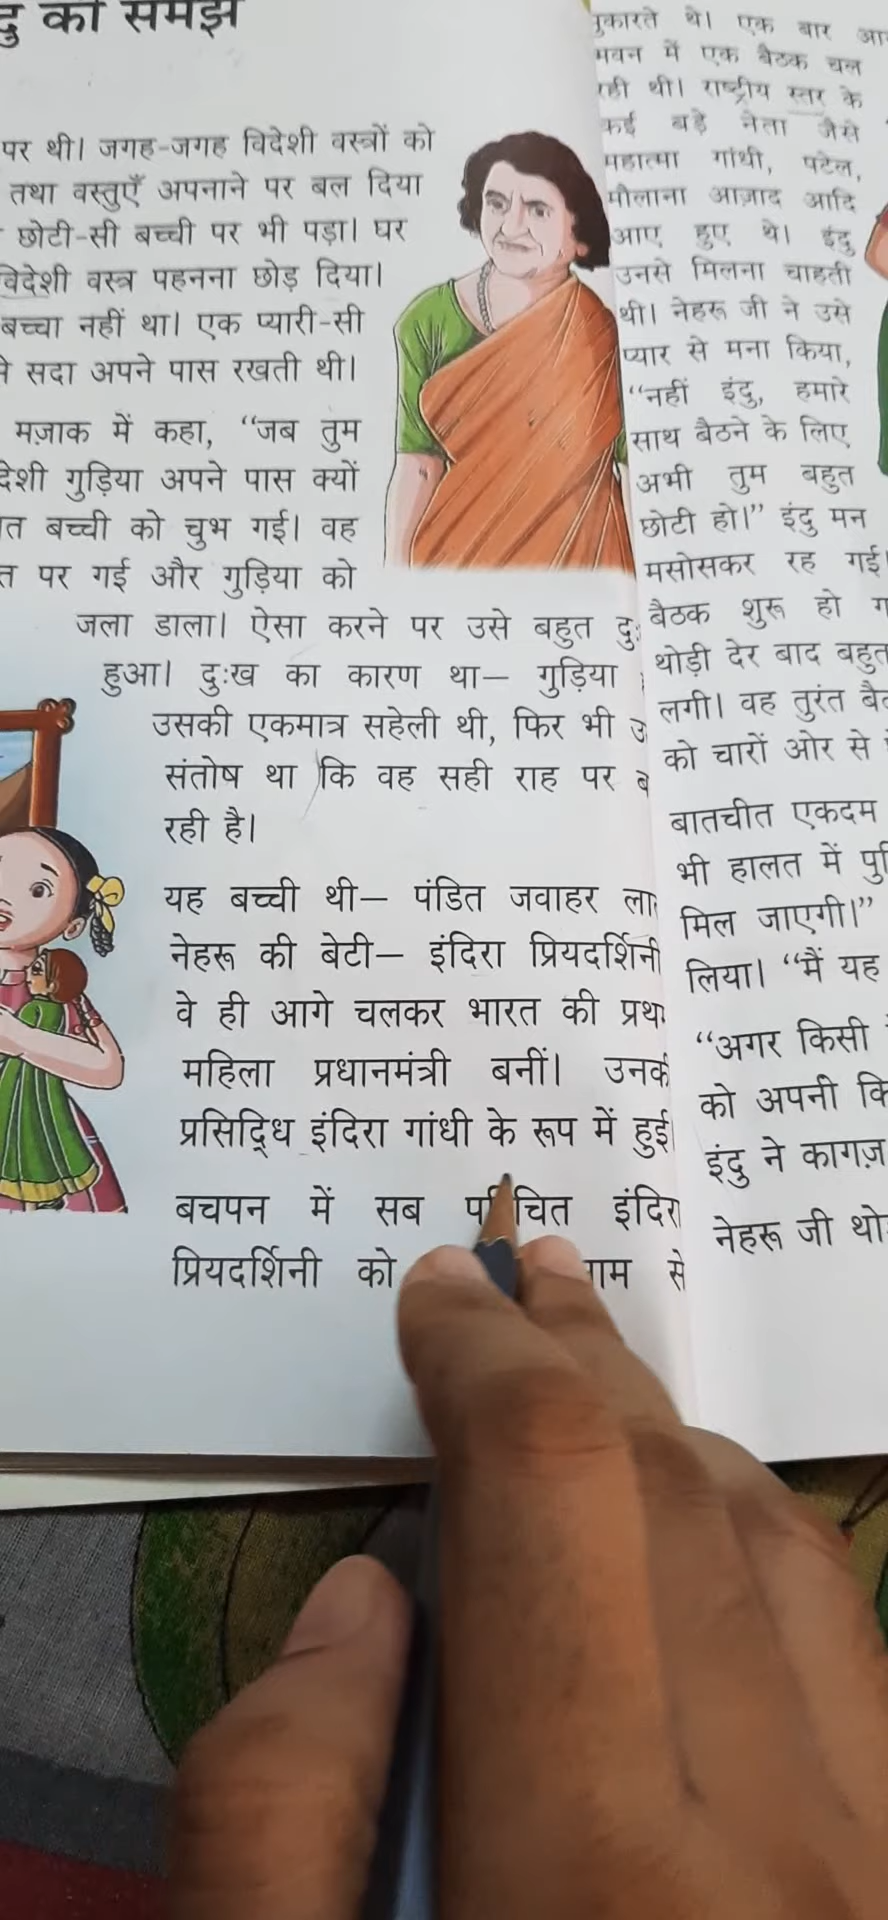 की समझ
पर थी। जगह-जगह विदेशी वस्त्रों को
तथा वस्तुएँ अपनाने पर बल दिया
छोटी-सी बच्ची पर भी पड़ा। घर
विदेशी वस्त्र पहनना छोड़ दिया।
बच्चा नहीं था। एक प्यारी-सी
सदा अपने पास रखती थी।
मज़ाक में कहा, “जब तुम
गुड़िया अपने पास क्यों
बच्ची को चुभ गई। वह
पर गई और गुड़िया को
जला डाला। ऐसा करने पर उसे बहुत
हुआ। दुःख का कारण था— गुड़िया
उसकी एकमात्र सहेली थी, फिर भी
संतोष था कि वह सही राह पर
रही है।
यह बच्ची थी— पंडित जवाहर
नेहरू की बेटी— इंदिरा प्रियदर्शिनी
वे ही आगे चलकर भारत की
महिला प्रधानमंत्री बनीं।
प्रसिद्धि इंदिरा गांधी के रूप में हुई।
बचपन में सब
प्रियदर्शिनी को से
पुकारते थे। एक बार
भवन में एक बैठक चल
रही थी। राष्ट्रीय स्तर के
कई बड़े नेता जैसे
महात्मा गांधी, पटेल,
मौलाना आज़ाद आदि
आए हुए थे। इंदु
उनसे मिलना चाहती
थी। नेहरू जी ने उसे
प्यार से मना किया,
“नहीं इंदु, हमारे
साथ बैठने के लिए
अभी तुम बहुत
छोटी हो।” इंदु मन
मसोसकर रह गई।
बैठक शुरू हो
थोड़ी देर बाद बहुत
लगी। वह तुरंत
को चारों ओर से
बातचीत एकदम
भी हालत में
मिल जाएगी।”
लिया। “मैं यह
“अगर किसी
को अपनी
इंदु ने कागज़
नेहरू जी